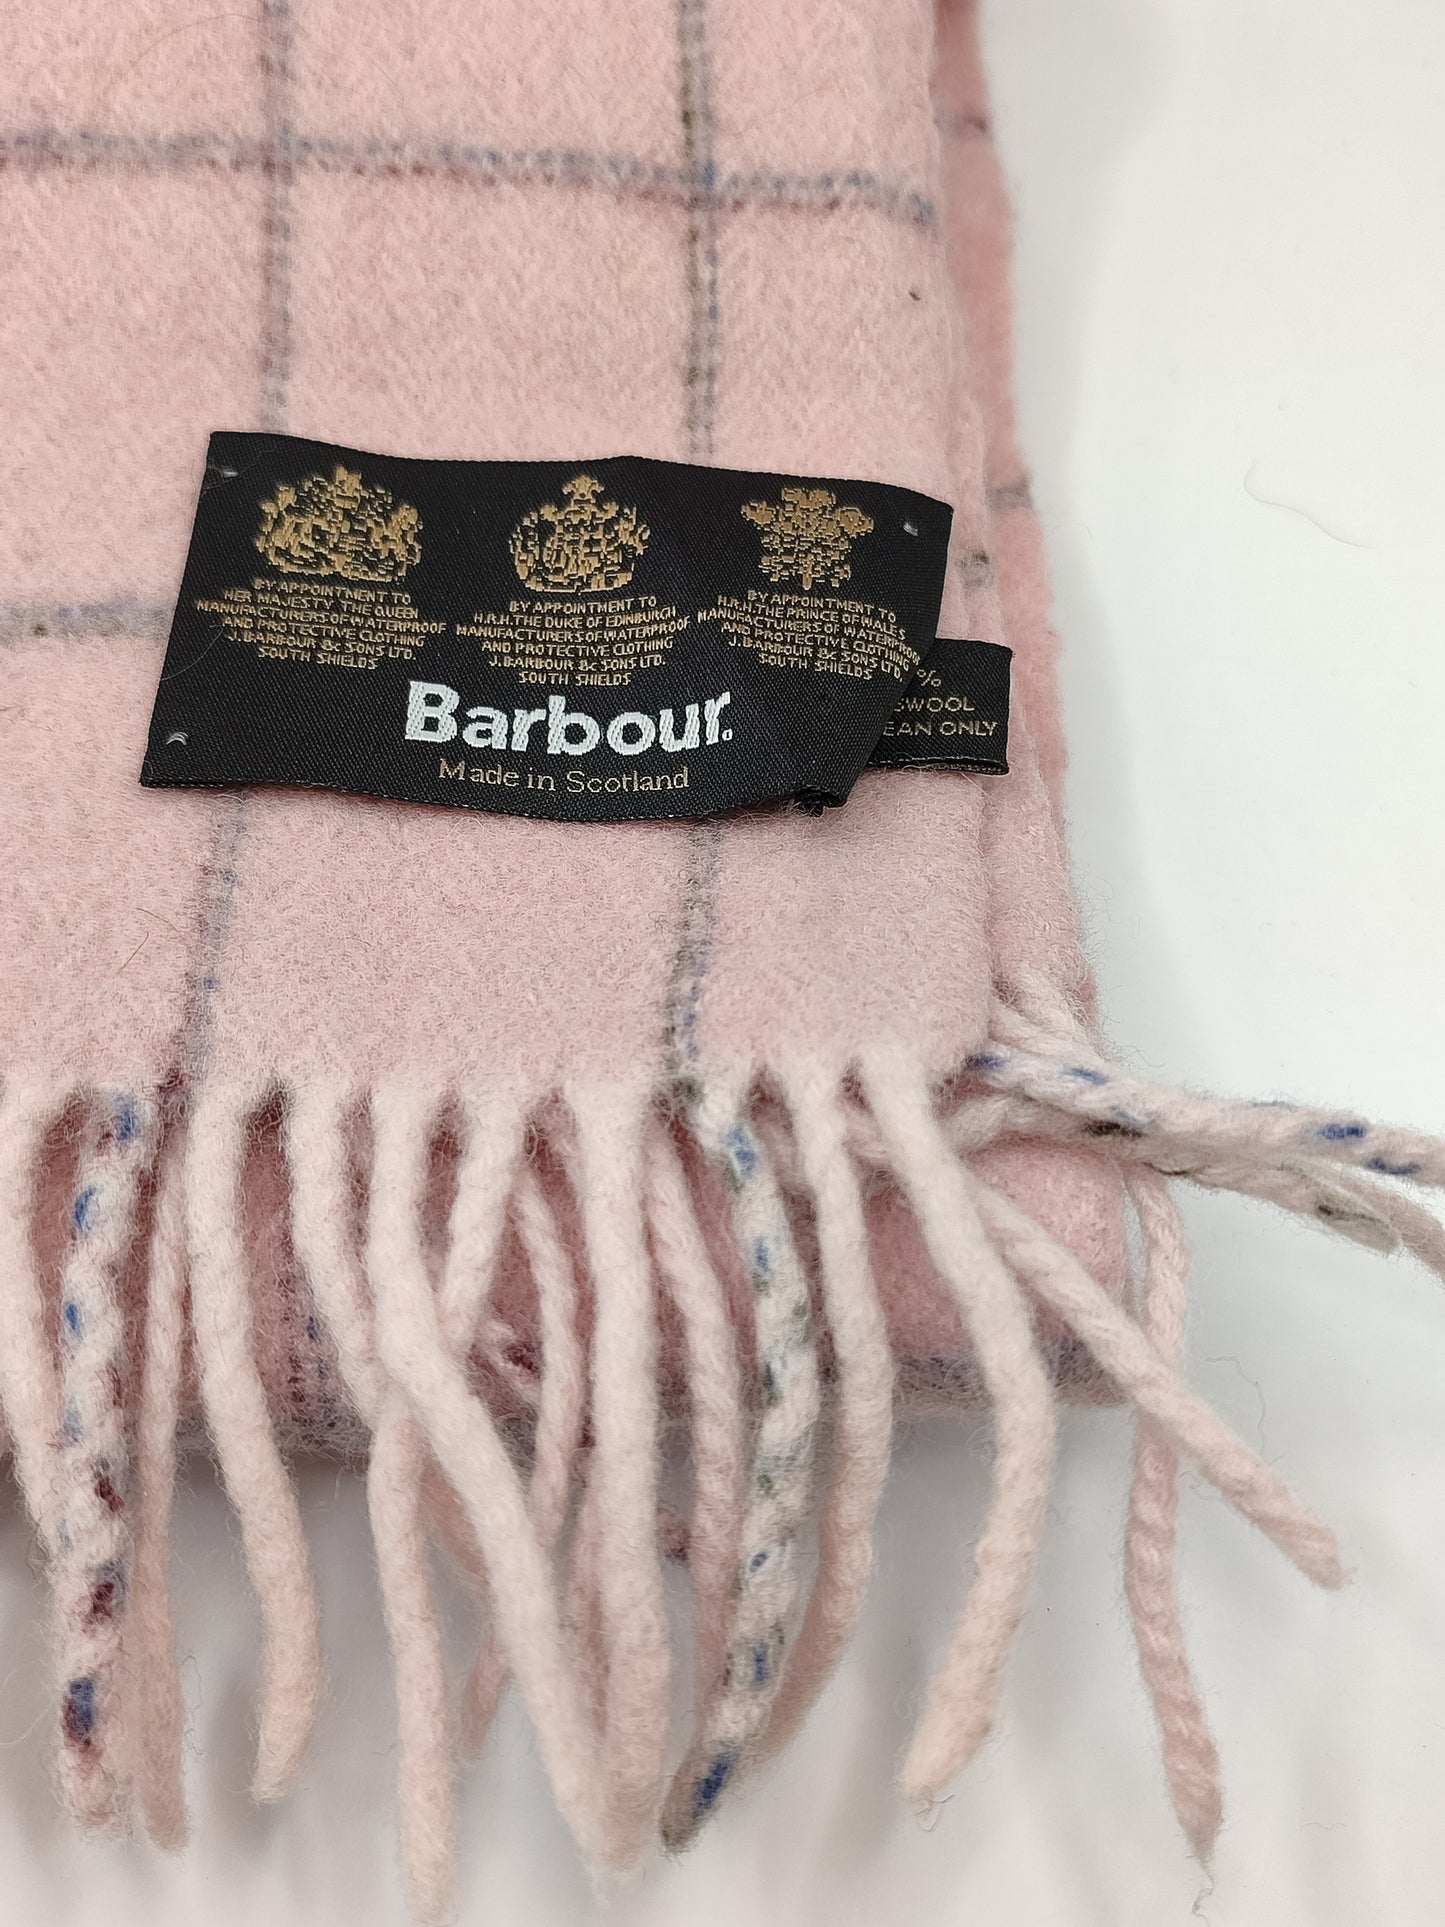 BY APPOINTMENT TO
HER MAJESTY THE QUEEN
MANUFACTURERS OF WATERPROOF
AND PROTECTIVE CLOTHING
J. BARBOUR & SONS LTD.
SOUTH SHIELDS
BY APPOINTMENT TO
H.R.H. THE DUKE OF EDINBURGH
MANUFACTURERS OF WATERPROOF
AND PROTECTIVE CLOTHING
J. BARBOUR & SONS LTD.
SOUTH SHIELDS
BY APPOINTMENT TO
H.R.H. THE PRINCE OF WALES
MANUFACTURERS OF WATERPROOF
AND PROTECTIVE CLOTHING
J. BARBOUR & SONS LTD.
SOUTH SHIELDS
Barbour
Made in Scotland
%
SWOOL
EAN ONLY